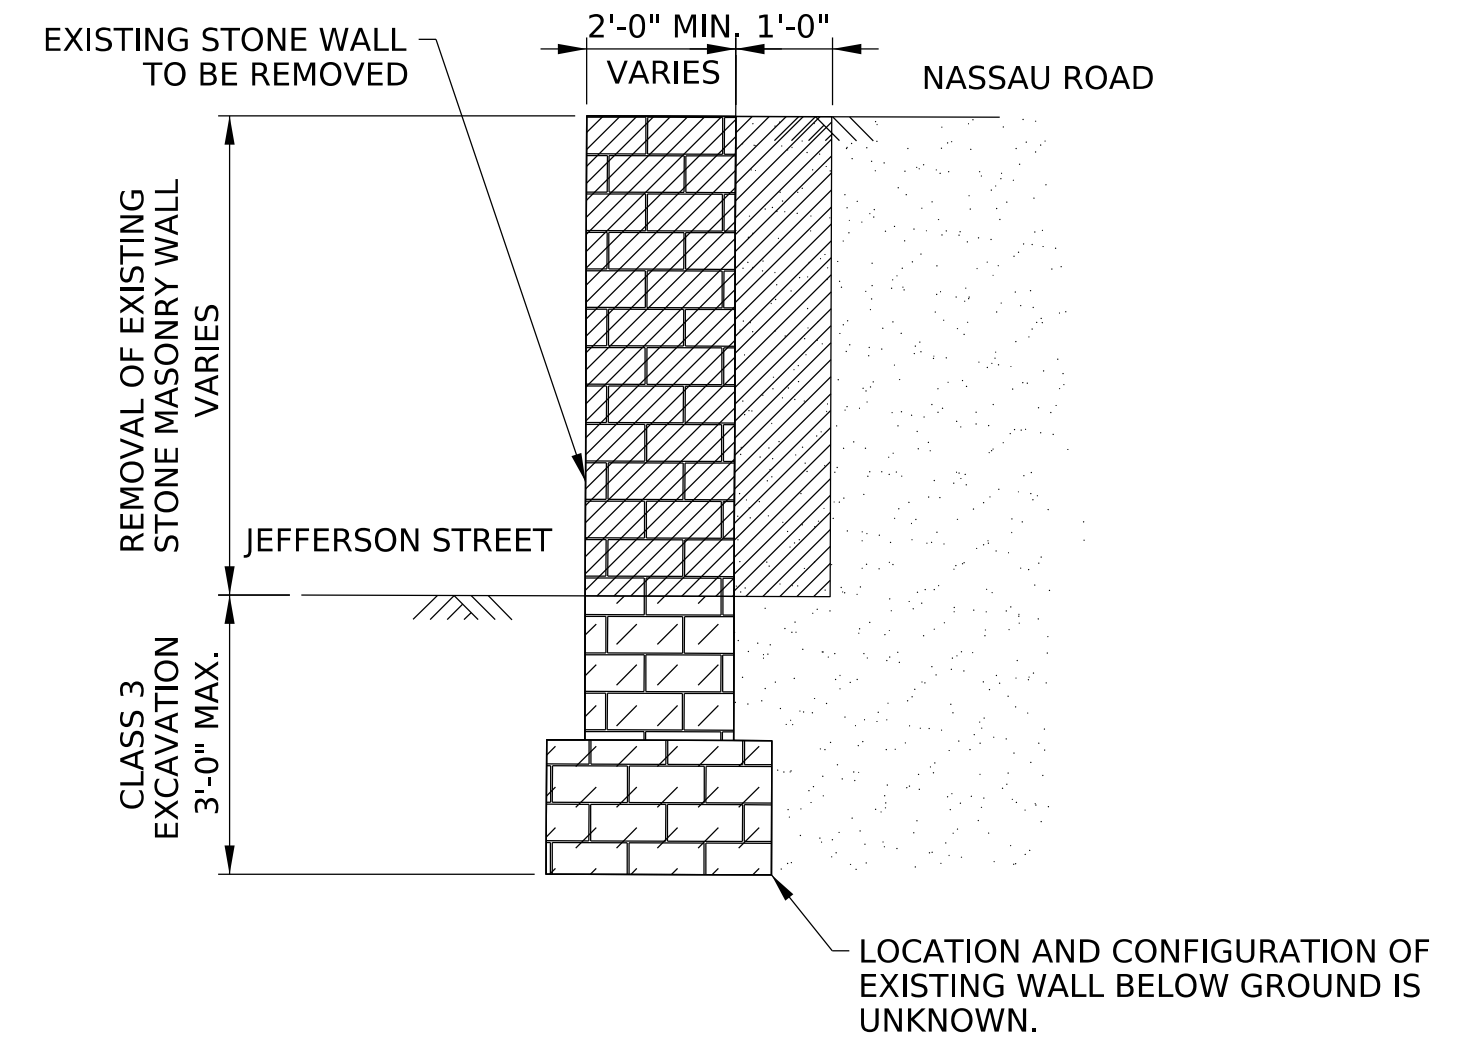 EXISTING STONE WALL
TO BE REMOVED
2'-0" MIN.
VARIES
1'-0"
NASSAU ROAD
REMOVAL OF EXISTING
STONE MASONRY WALL
VARIES
JEFFERSON STREET
CLASS 3
EXCAVATION
3'-0" MAX.
LOCATION AND CONFIGURATION OF
EXISTING WALL BELOW GROUND IS
UNKNOWN.